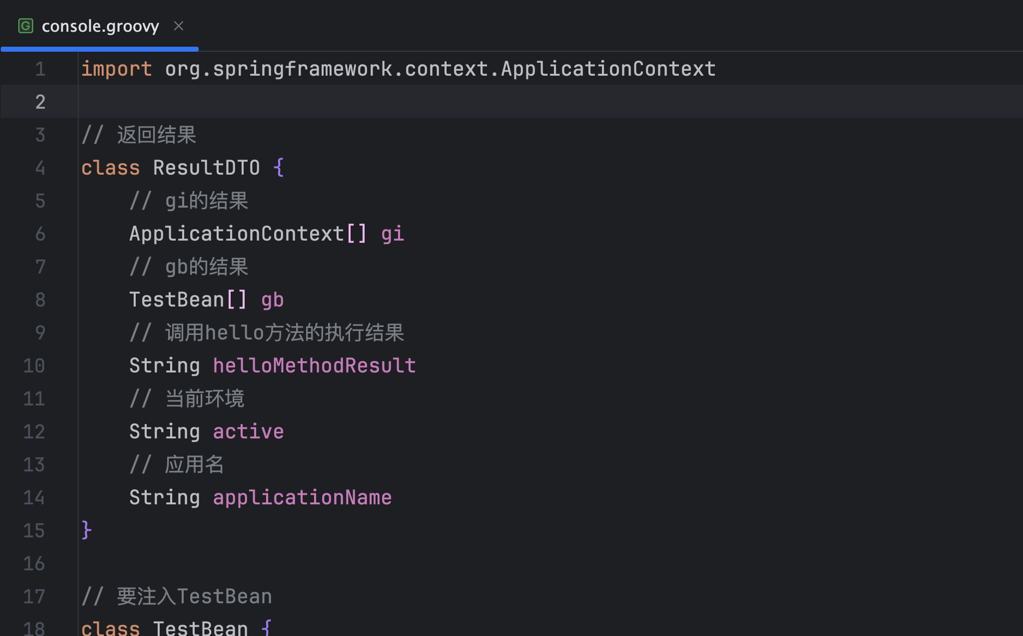 G console.groovy ×
1 import org.springframework.context.ApplicationContext
2
3 // 返回结果
4 class ResultDTO {
5 // gi的结果
6 ApplicationContext[] gi
7 // gb的结果
8 TestBean[] gb
9 // 调用hello方法的执行结果
10 String helloMethodResult
11 // 当前环境
12 String active
13 // 应用名
14 String applicationName
15 }
16
17 // 要注入TestBean
18 class TestBean {